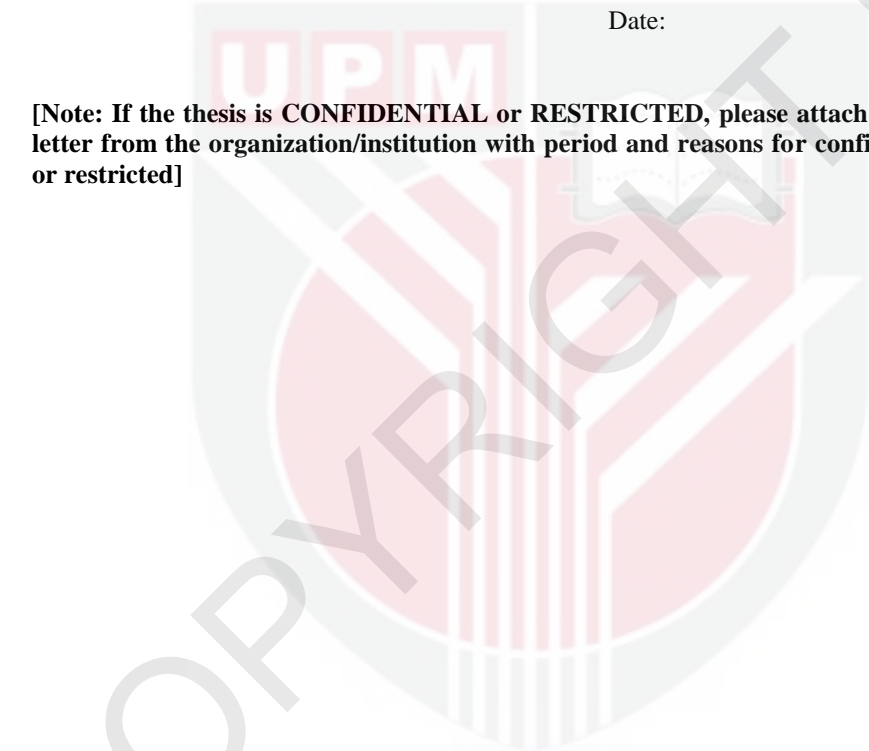 Date:
UPM
[Note: If the thesis is CONFIDENTIAL or RESTRICTED, please attach
letter from the organization/institution with period and reasons for confi
or restricted]
OPYRIGHT